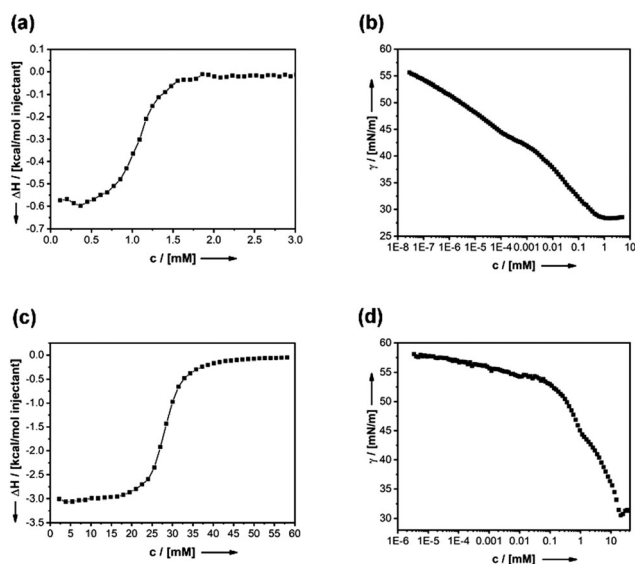 (a)
0.1
0.0
-0.1
-0.2
-0.3
-0.4
-0.5
-0.6
-0.7
0.0 0.5 1.0 1.5 2.0 2.5 3.0
ΔH / [kcal/mol injectant]
c / [mM]
(b)
60
55
50
45
40
35
30
25
1E-8 1E-7 1E-6 1E-5 1E-4 0.001 0.01 0.1 1 10
γ / [mN/m]
c / [mM]
(c)
0.0
-0.5
-1.0
-1.5
-2.0
-2.5
-3.0
-3.5
0 5 10 15 20 25 30 35 40 45 50 55 60
ΔH / [kcal/mol injectant]
c / [mM]
(d)
60
55
50
45
40
35
30
1E-6 1E-5 1E-4 0.001 0.01 0.1 1 10
γ / [mN/m]
c / [mM]